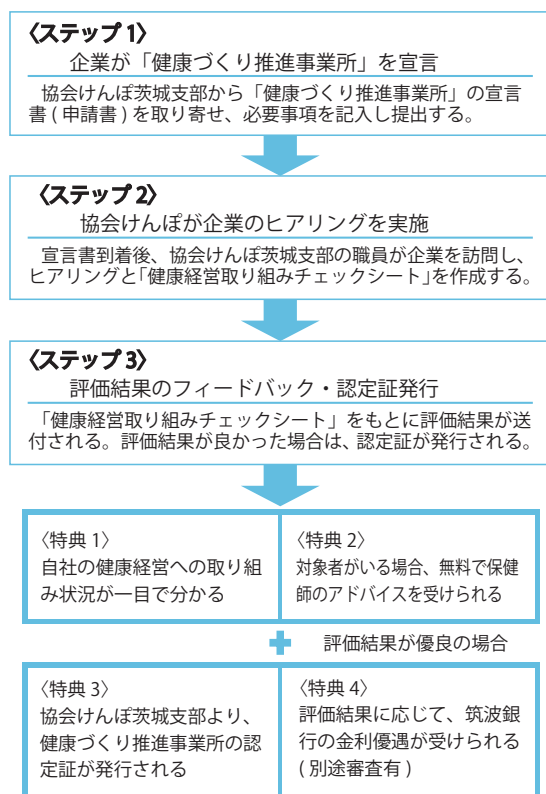 〈ステップ 1〉
企業が「健康づくり推進事業所」を宣言
協会けんぽ茨城支部から「健康づくり推進事業所」の宣言
書 ( 申請書 ) を取り寄せ、必要事項を記入し提出する。
〈ステップ 2〉
協会けんぽが企業のヒアリングを実施
宣言書到着後、協会けんぽ茨城支部の職員が企業を訪問し、
ヒアリングと「健康経営取り組みチェックシート」を作成する。
〈ステップ 3〉
評価結果のフィードバック・認定証発行
「健康経営取り組みチェックシート」をもとに評価結果が送
付される。評価結果が良かった場合は、認定証が発行される。
〈特典 1〉
自社の健康経営への取り組
み状況が一目で分かる
〈特典 2〉
対象者がいる場合、無料で保健
師のアドバイスを受けられる
評価結果が優良の場合
〈特典 3〉
協会けんぽ茨城支部より、
健康づくり推進事業所の認
定証が発行される
〈特典 4〉
評価結果に応じて、筑波銀
行の金利優遇が受けられる
( 別途審査有 )